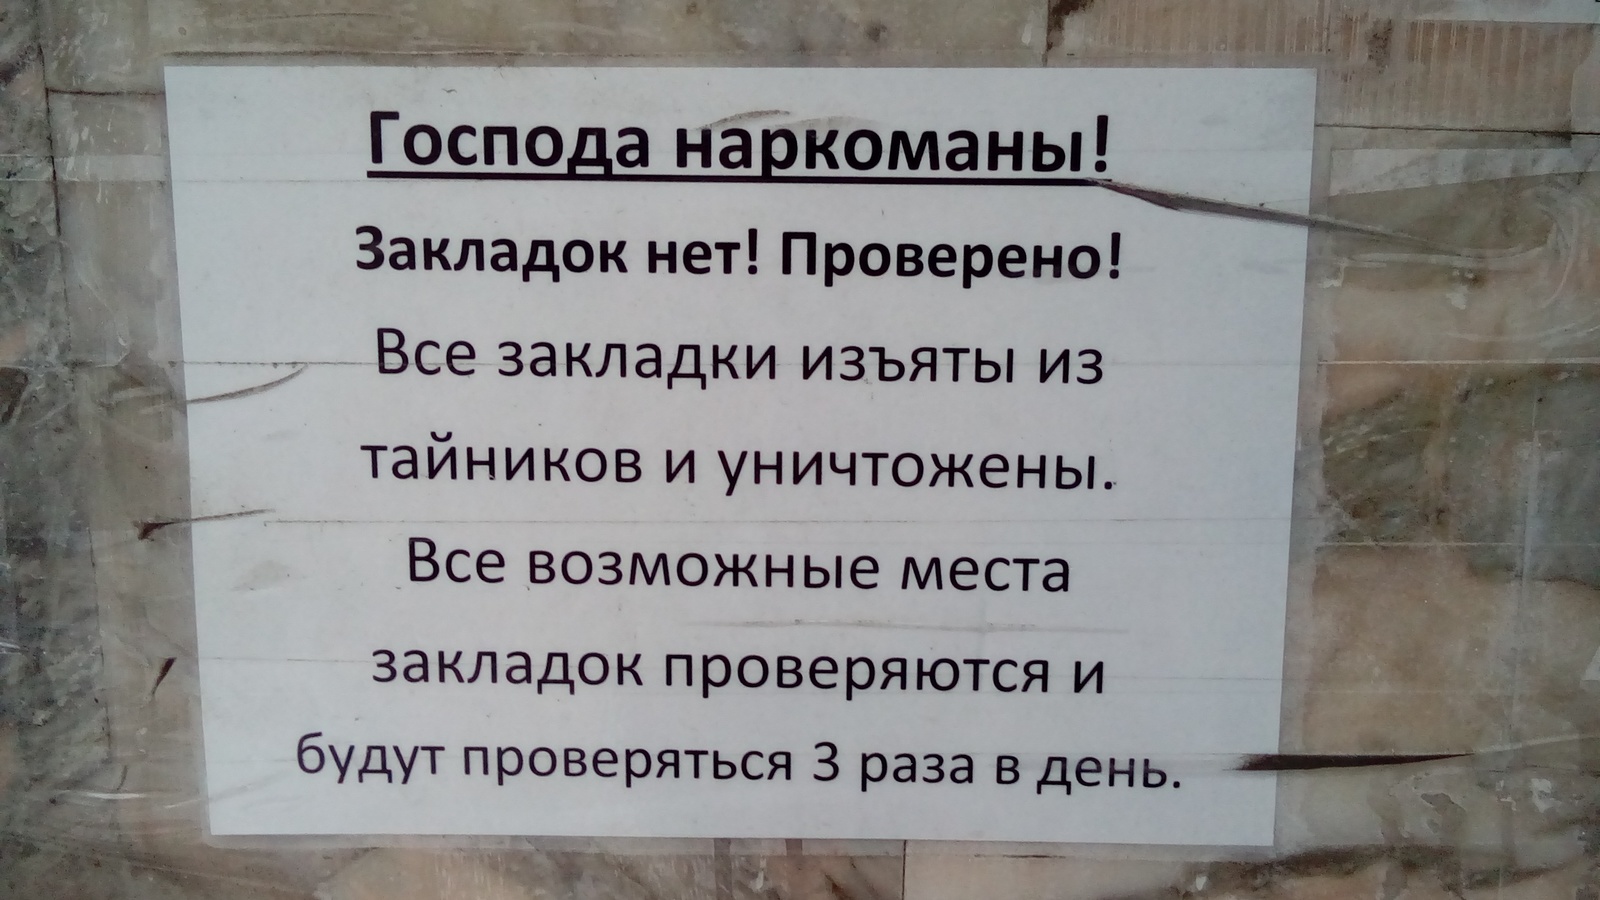 Господа наркоманы!
Закладок нет! Проверено!
Все закладки изъяты из
тайников и уничтожены.
Все возможные места
закладок проверяются и
будут проверяться 3 раза в день.